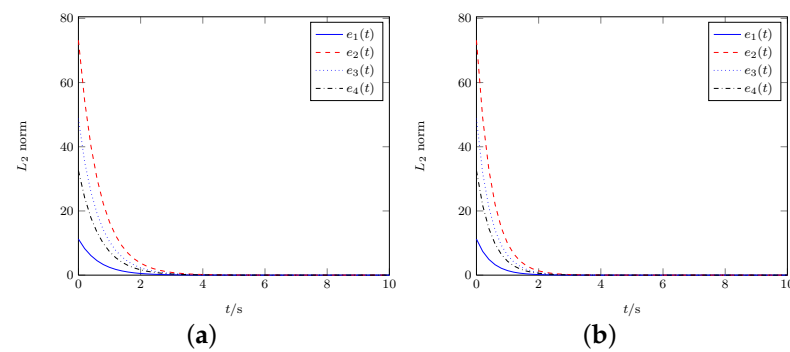 80
60
40
20
0
0 2 4 6 8 10
L₂ norm
t/s
e₁(t)
e₂(t)
e₃(t)
e₄(t)
(a)
80
60
40
20
0
0 2 4 6 8 10
L₂ norm
t/s
e₁(t)
e₂(t)
e₃(t)
e₄(t)
(b)